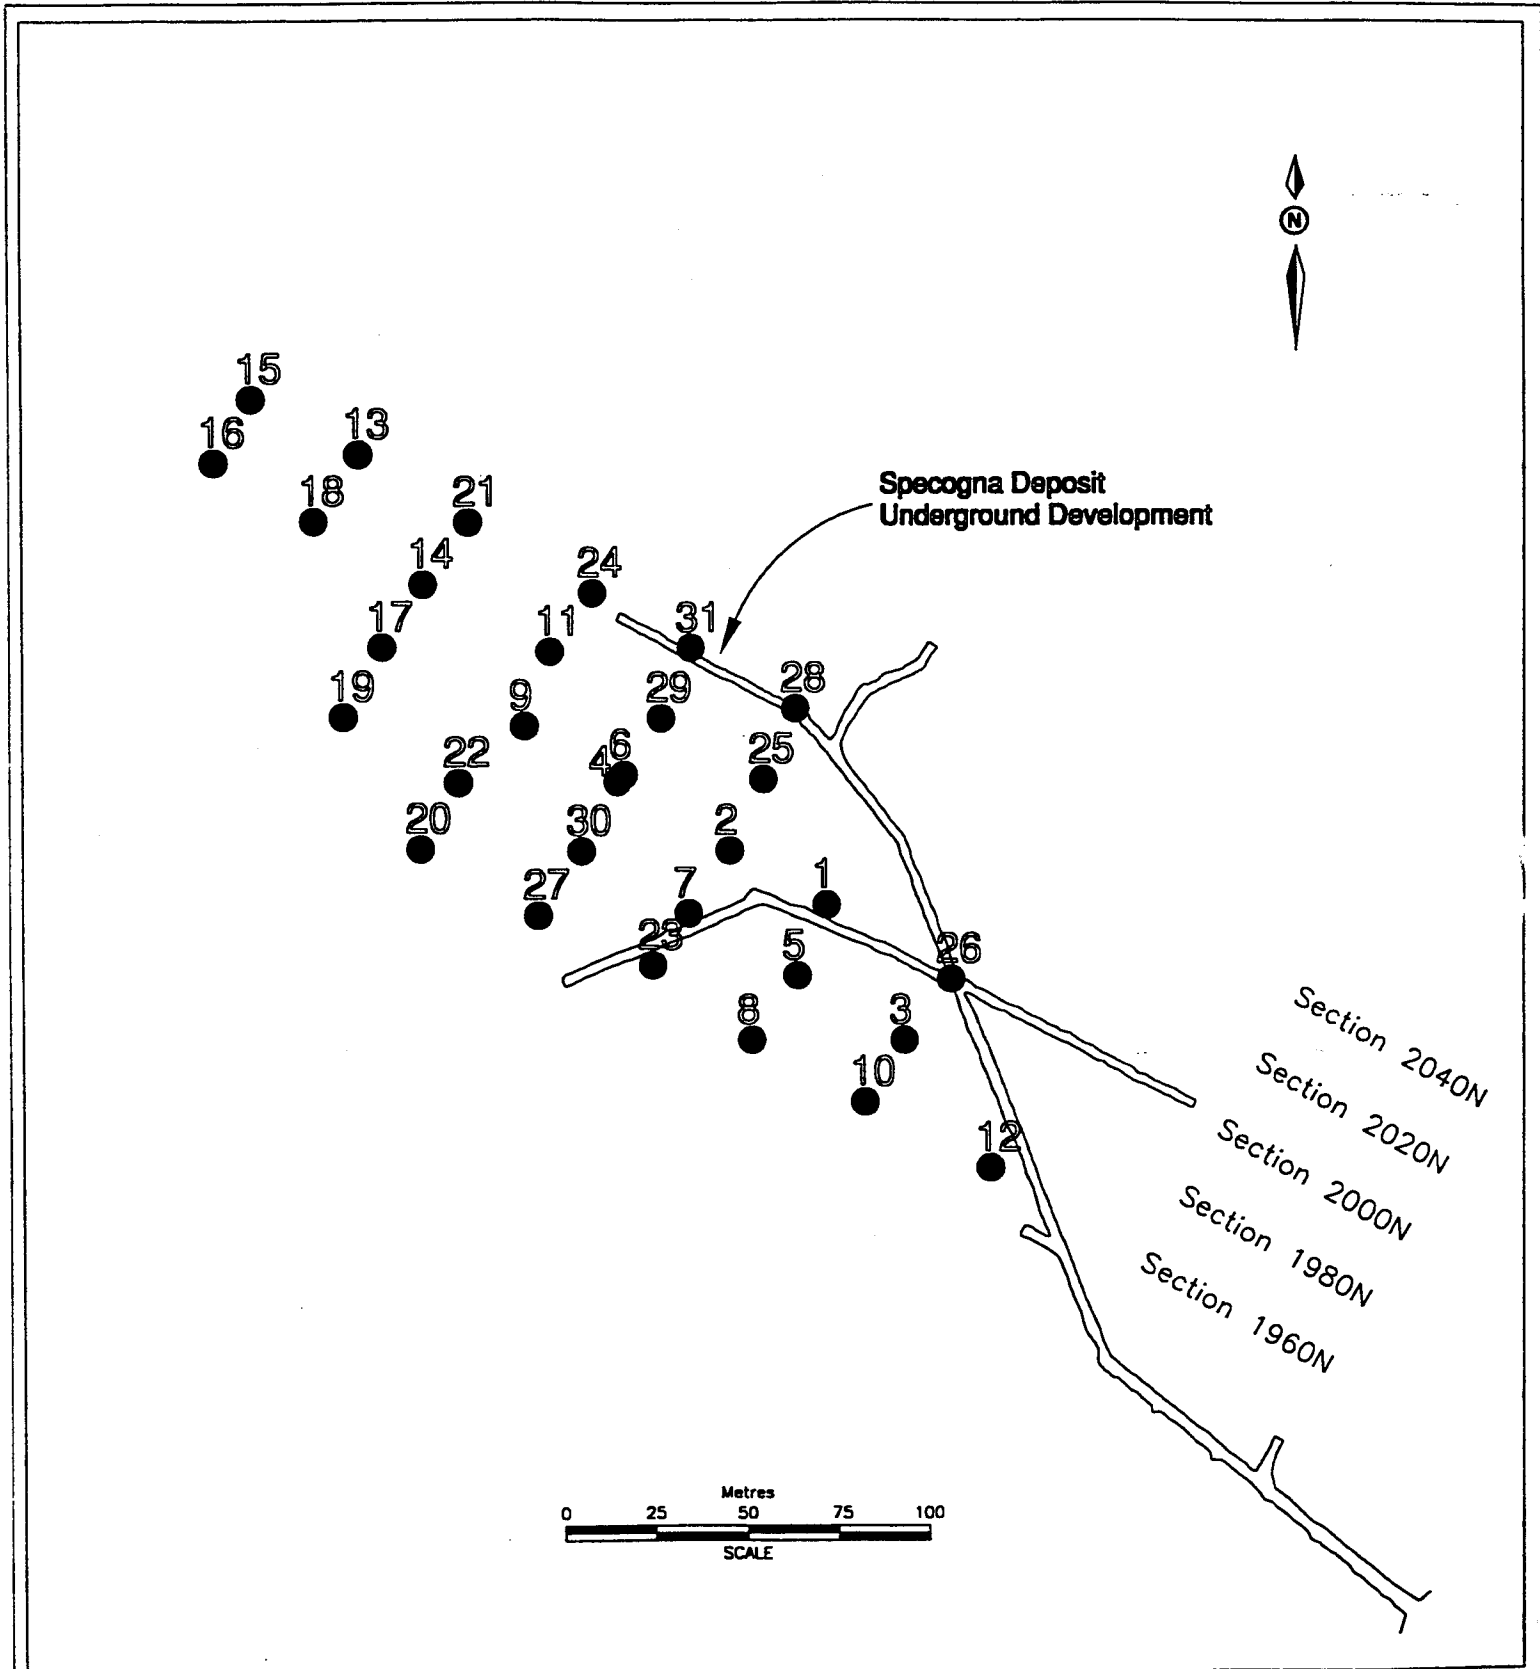 N
15
16
13
18
21
14
24
17
11
31
19
9
29
28
22
4
6
25
20
30
2
27
7
1
23
5
26
8
3
10
12
Specogna Deposit
Underground Development
Section 2040N
Section 2020N
Section 2000N
Section 1980N
Section 1960N
Metres
0 25 50 75 100
SCALE